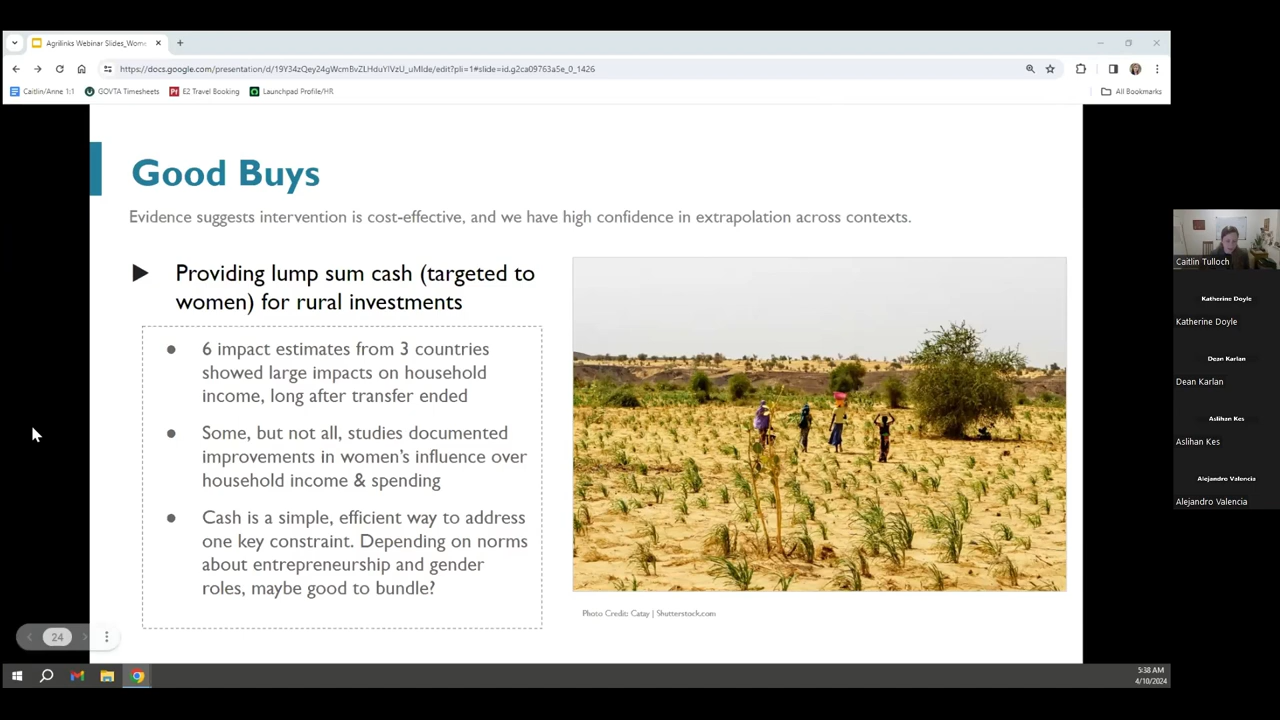 Agrilinks Webinar Slides_Wome
https://docs.google.com/presentation/d/19Y34zQey24gWcmBvZLHduYIVzU_uMlde/edit?pli=1#slide=id.g2ca09763a5e_0_1426
Caitlin/Anne 1:1
GOVTA Timesheets
E2 Travel Booking
Launchpad Profile/HR
All Bookmarks
Good Buys
Evidence suggests intervention is cost-effective, and we have high confidence in extrapolation across contexts.
Providing lump sum cash (targeted to
women) for rural investments
6 impact estimates from 3 countries
showed large impacts on household
income, long after transfer ended
Some, but not all, studies documented
improvements in women's influence over
household income & spending
Cash is a simple, efficient way to address
one key constraint. Depending on norms
about entrepreneurship and gender
roles, maybe good to bundle?
Photo Credit: Catay | Shutterstock.com
24
Caitlin Tulloch
Katherine Doyle
Katherine Doyle
Dean Karlan
Dean Karlan
Aslihan Kes
Aslihan Kes
Alejandro Valencia
Alejandro Valencia
5:38 AM
4/10/2024